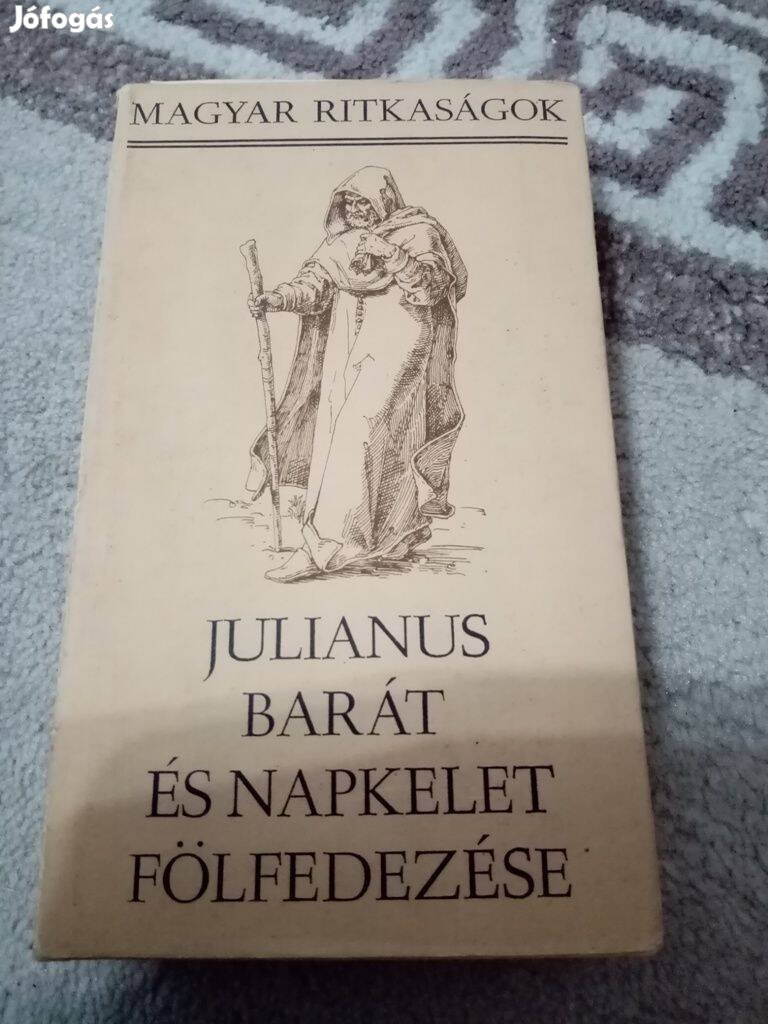 Jófogás
MAGYAR RITKASÁGOK
JULIANUS
BARÁT
ÉS NAPKELET
FÖLFEDEZÉSE